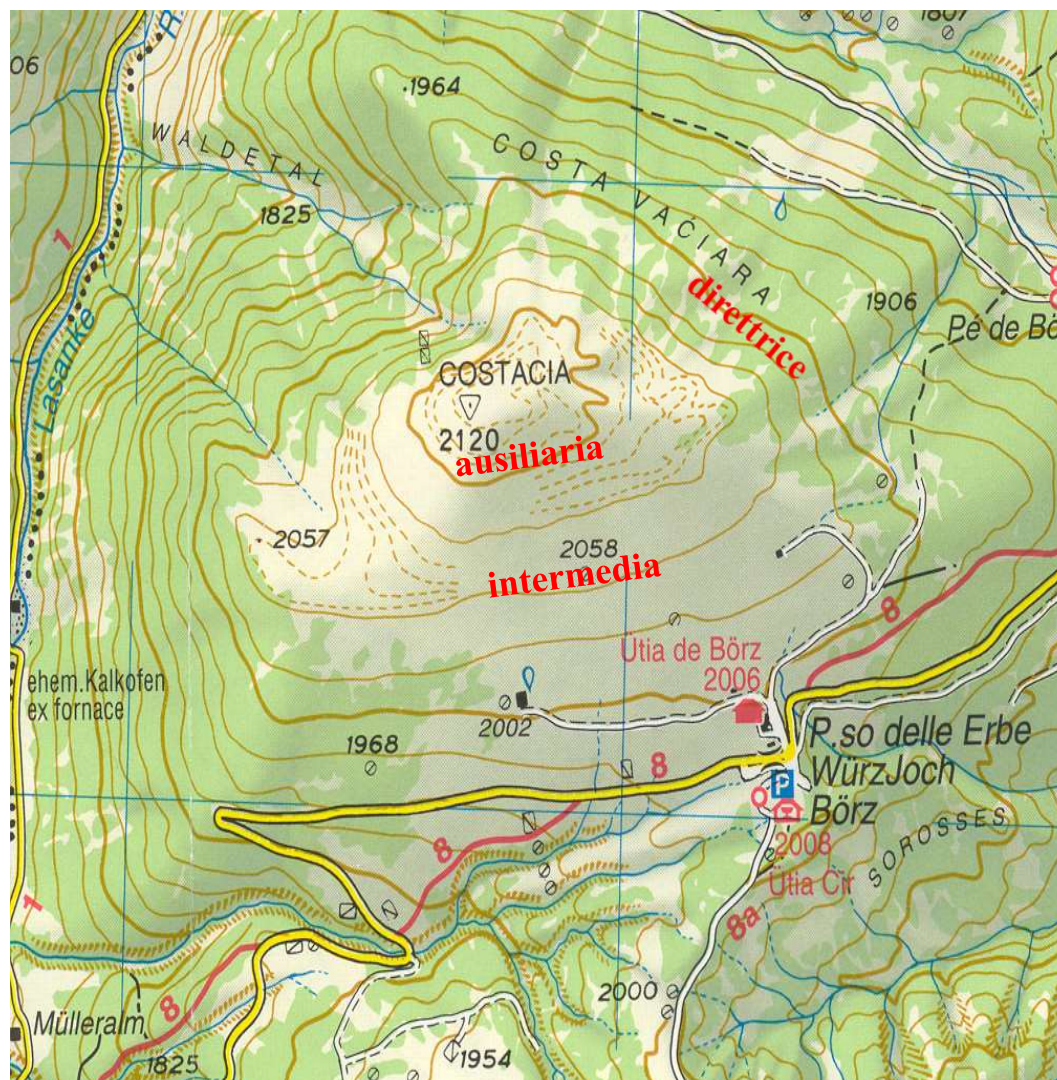 06
1807
R
1964
WALDETAL
COSTA VAĆIARA
1825
1
direttrice
1906
Pé de Bö
Lasanke
COSTACIA
2120
ausiliaria
2057
2058
intermedia
8
Ütia de Börz
2006
ehem.Kalkofen
ex fornace
2002
1968
8
P.so delle Erbe
WürzJoch
Börz
P
SOROSSES
8
2008
Ütia Cir
1
8a
2000
8
Mülleralm
1825
1954